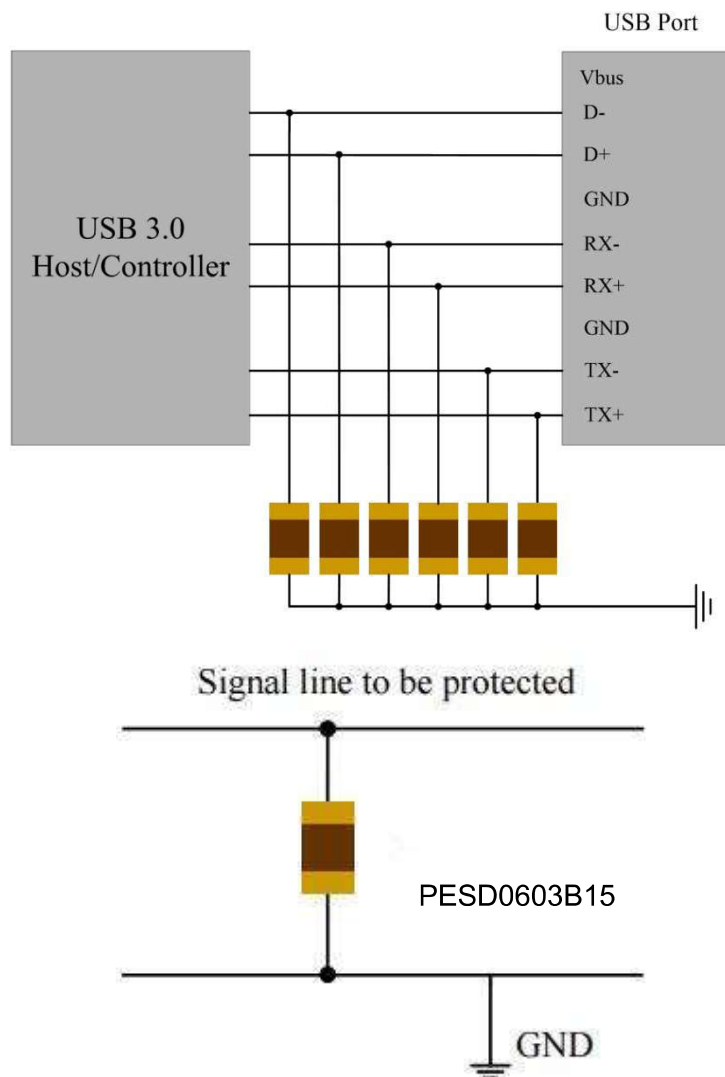 USB Port
Vbus
D-
D+
GND
RX-
RX+
GND
TX-
TX+
USB 3.0
Host/Controller
Signal line to be protected
PESD0603B15
GND